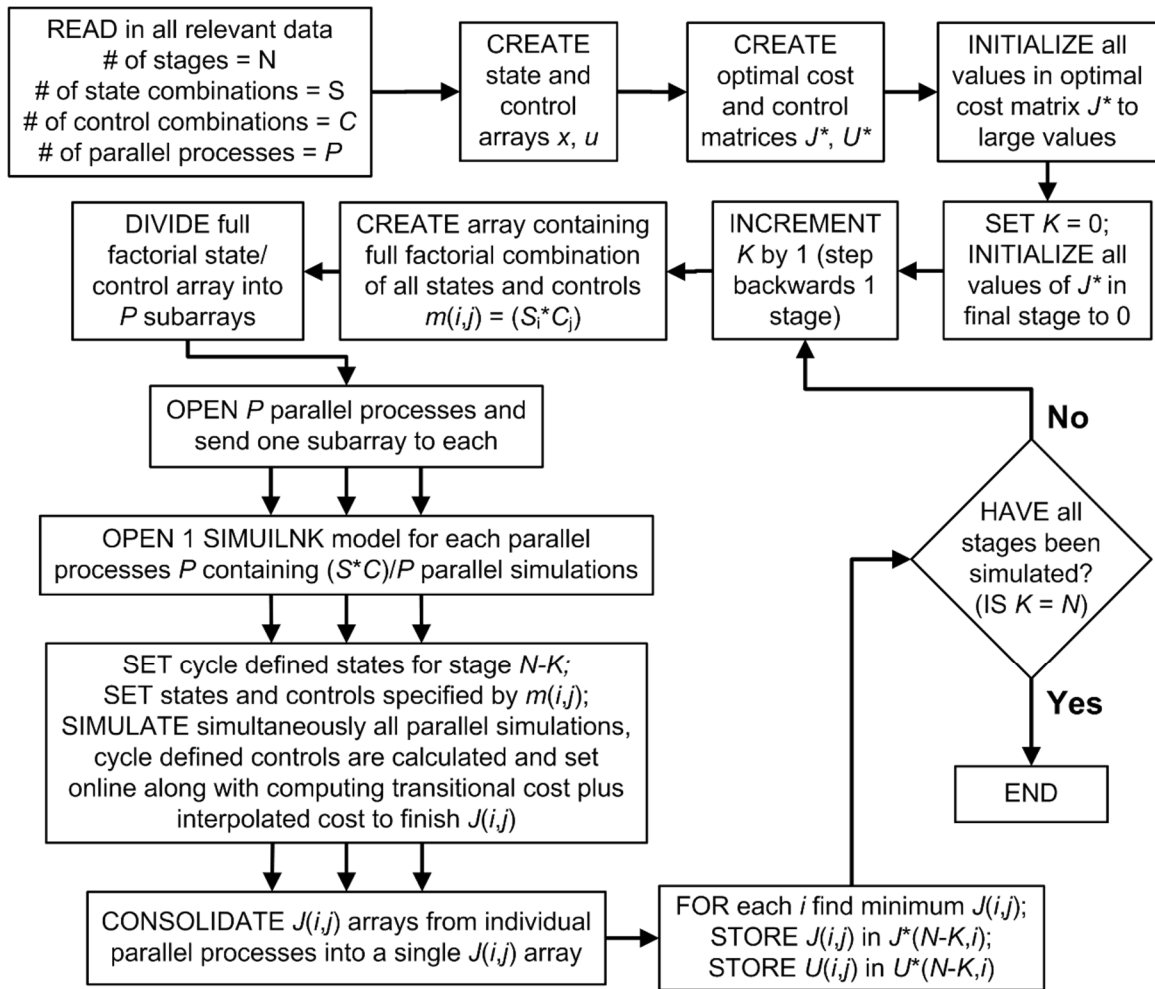 READ in all relevant data
# of stages = N
# of state combinations = S
# of control combinations = C
# of parallel processes = P
CREATE
state and
control
arrays x, u
CREATE
optimal cost
and control
matrices J*, U*
INITIALIZE all
values in optimal
cost matrix J* to
large values
SET K = 0;
INITIALIZE all
values of J* in
final stage to 0
INCREMENT
K by 1 (step
backwards 1
stage)
CREATE array containing
full factorial combination
of all states and controls
m(i,j) = (Si*Cj)
DIVIDE full
factorial state/
control array into
P subarrays
OPEN P parallel processes and
send one subarray to each
OPEN 1 SIMUILNK model for each parallel
processes P containing (S*C)/P parallel simulations
SET cycle defined states for stage N-K;
SET states and controls specified by m(i,j);
SIMULATE simultaneously all parallel simulations,
cycle defined controls are calculated and set
online along with computing transitional cost plus
interpolated cost to finish J(i,j)
CONSOLIDATE J(i,j) arrays from individual
parallel processes into a single J(i,j) array
FOR each i find minimum J(i,j);
STORE J(i,j) in J*(N-K,i);
STORE U(i,j) in U*(N-K,i)
HAVE all
stages been
simulated?
(IS K = N)
No
Yes
END